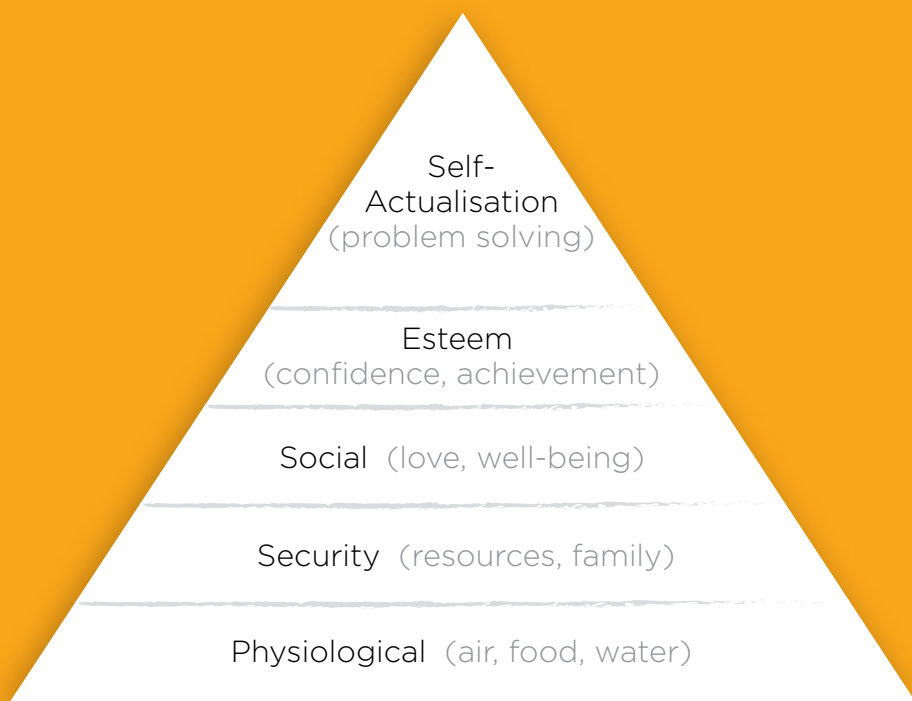 Self-
Actualisation
(problem solving)
Esteem
(confidence, achievement)
Social (love, well-being)
Security (resources, family)
Physiological (air, food, water)